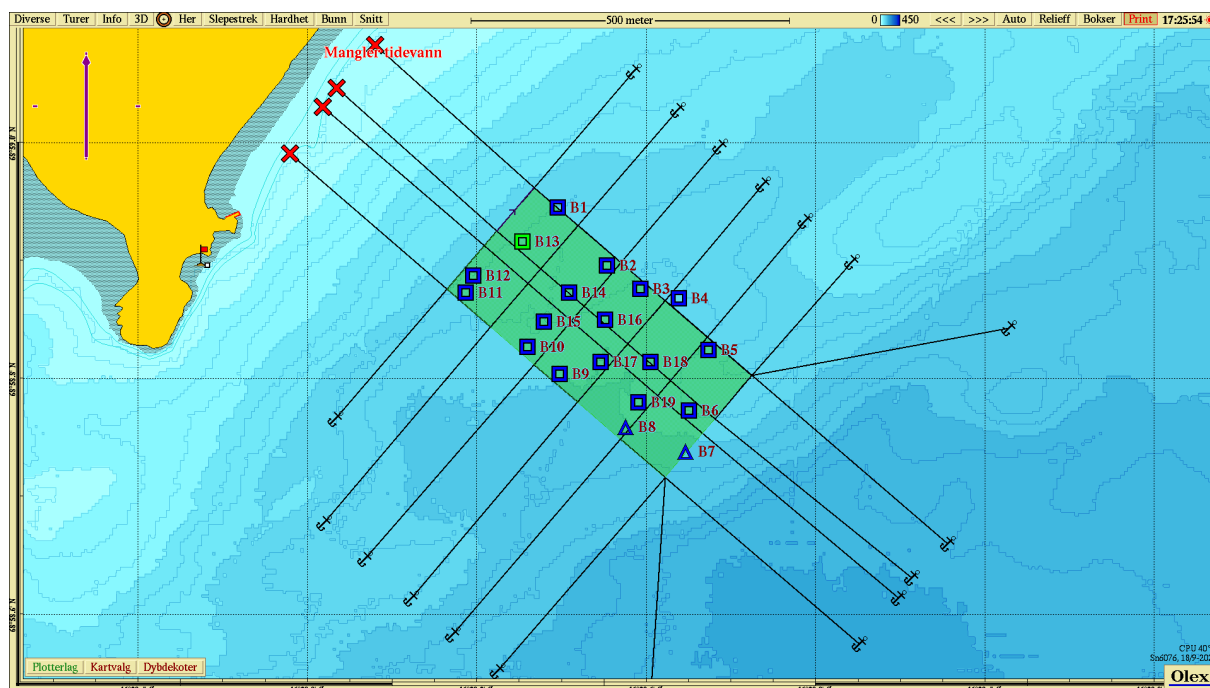 Diverse Turer Info 3D Her Slepestrek Hardhet Bunn Snitt 500 meter 0 450 <<< >>> Auto Relieff Bokser Print 17:25:54
Mangler tidevann
B1
B13
B2
B12
B3
B11
B14
B4
B15
B16
B10
B5
B17
B18
B9
B19
B6
B8
B7
CPU 40°
Plotterlag Kartvalg Dybdekoter
Olex